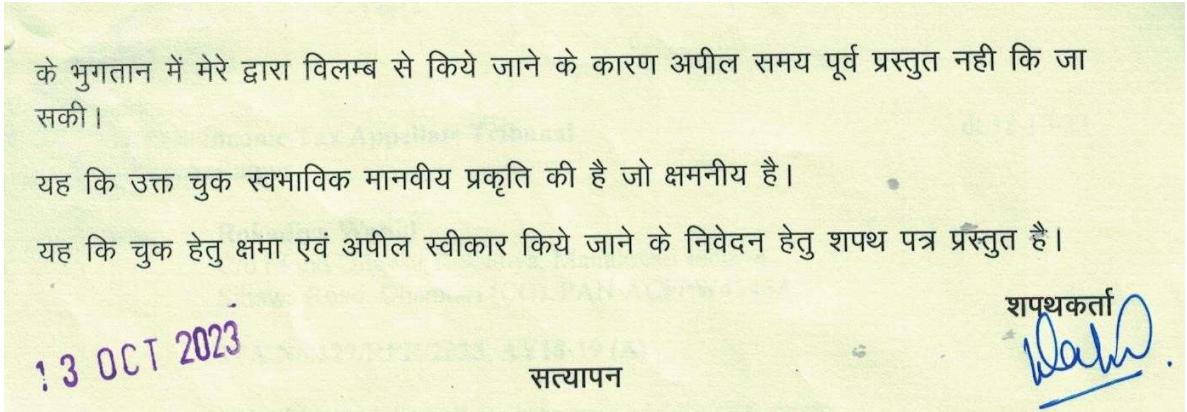 के भुगतान में मेरे द्वारा विलम्ब से किये जाने के कारण अपील समय पूर्व प्रस्तुत नही कि जा
सकी।
यह कि उक्त चुक स्वभाविक मानवीय प्रकृति की है जो क्षमनीय है।
यह कि चुक हेतु क्षमा एवं अपील स्वीकार किये जाने के निवेदन हेतु शपथ पत्र प्रस्तुत है।
शपथकर्ता
13 OCT 2023
सत्यापन